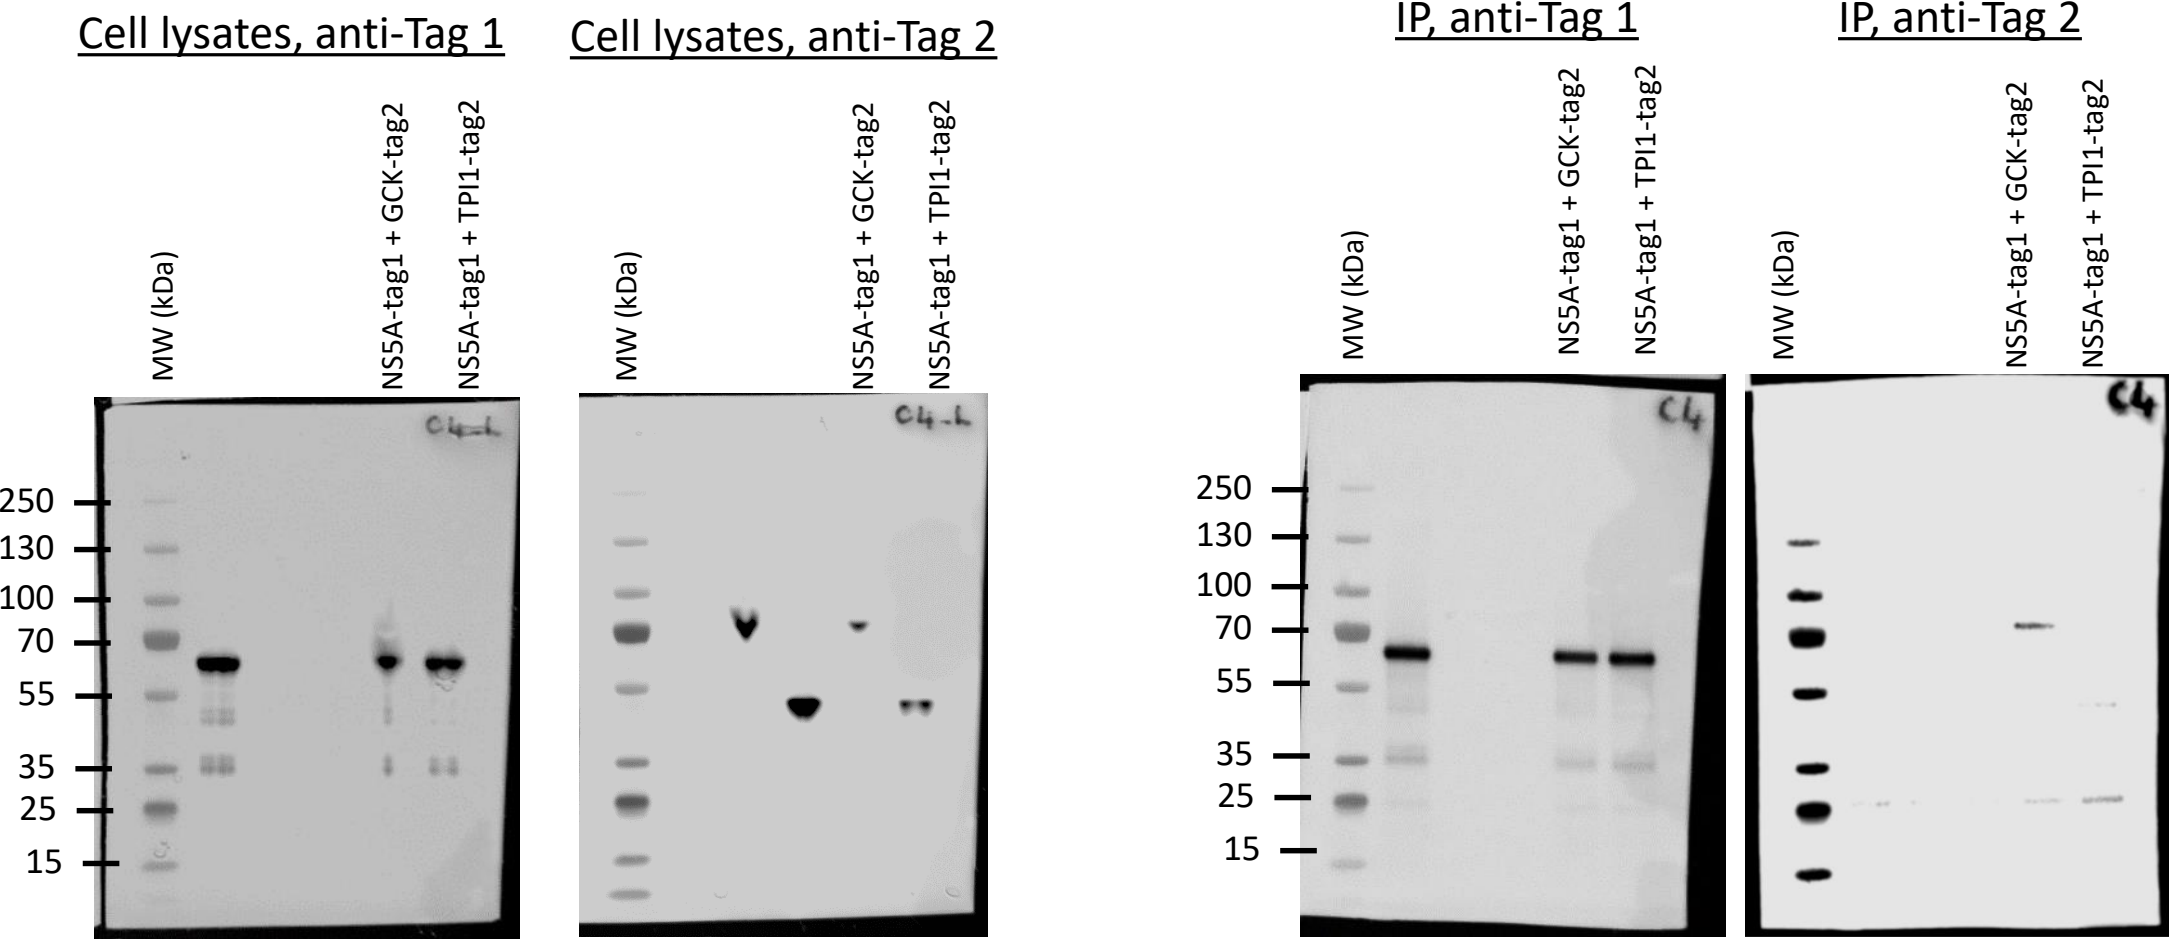 Cell lysates, anti-Tag 1
Cell lysates, anti-Tag 2
IP, anti-Tag 1
IP, anti-Tag 2
MW (kDa)
NS5A-tag1 + GCK-tag2
NS5A-tag1 + TPI1-tag2
MW (kDa)
NS5A-tag1 + GCK-tag2
NS5A-tag1 + TPI1-tag2
MW (kDa)
NS5A-tag1 + GCK-tag2
NS5A-tag1 + TPI1-tag2
MW (kDa)
NS5A-tag1 + GCK-tag2
NS5A-tag1 + TPI1-tag2
C4-L
C4-L
C4
C4
250
130
100
70
55
35
25
15
250
130
100
70
55
35
25
15